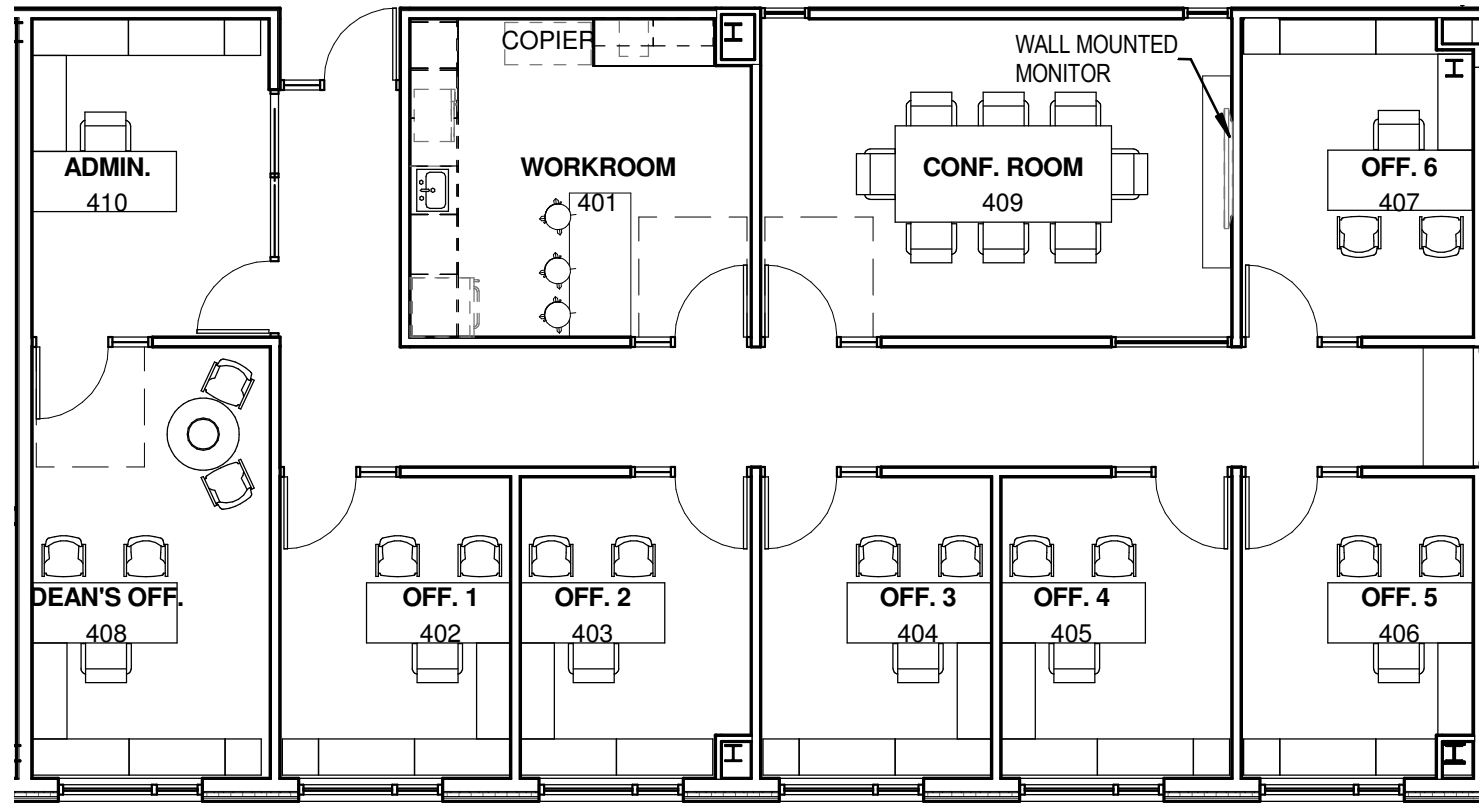 COPIER
WALL MOUNTED
MONITOR
ADMIN.
410
WORKROOM
401
CONF. ROOM
409
OFF. 6
407
DEAN'S OFF.
408
OFF. 1
402
OFF. 2
403
OFF. 3
404
OFF. 4
405
OFF. 5
406